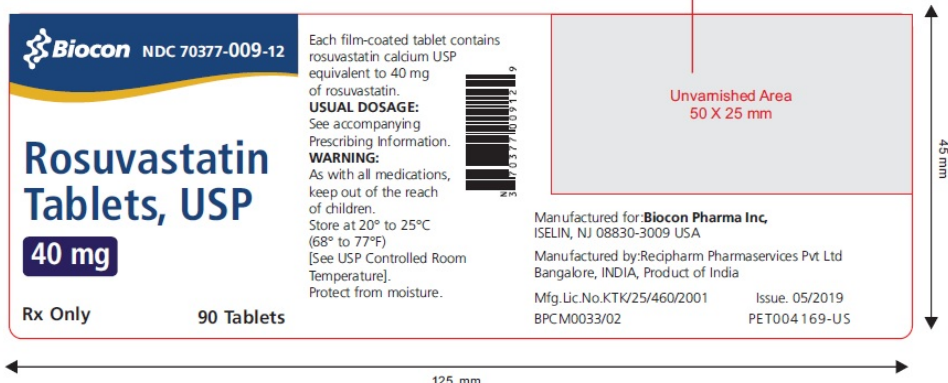 Biocon NDC 70377-009-12
Rosuvastatin
Tablets, USP
40 mg
Rx Only
90 Tablets
Each film-coated tablet contains
rosuvastatin calcium USP
equivalent to 40 mg
of rosuvastatin.
USUAL DOSAGE:
See accompanying
Prescribing Information.
WARNING:
As with all medications,
keep out of the reach
of children.
Store at 20° to 25°C
(68° to 77°F)
[See USP Controlled Room
Temperature].
Protect from moisture.
N
3 70377 00912 9
Unvarnished Area
50 X 25 mm
Manufactured for:Biocon Pharma Inc,
ISELIN, NJ 08830-3009 USA
Manufactured by:Recipharm Pharmaservices Pvt Ltd
Bangalore, INDIA, Product of India
Mfg.Lic.No.KTK/25/460/2001 Issue. 05/2019
BPCM0033/02 PET004169-US
45 mm
125 mm